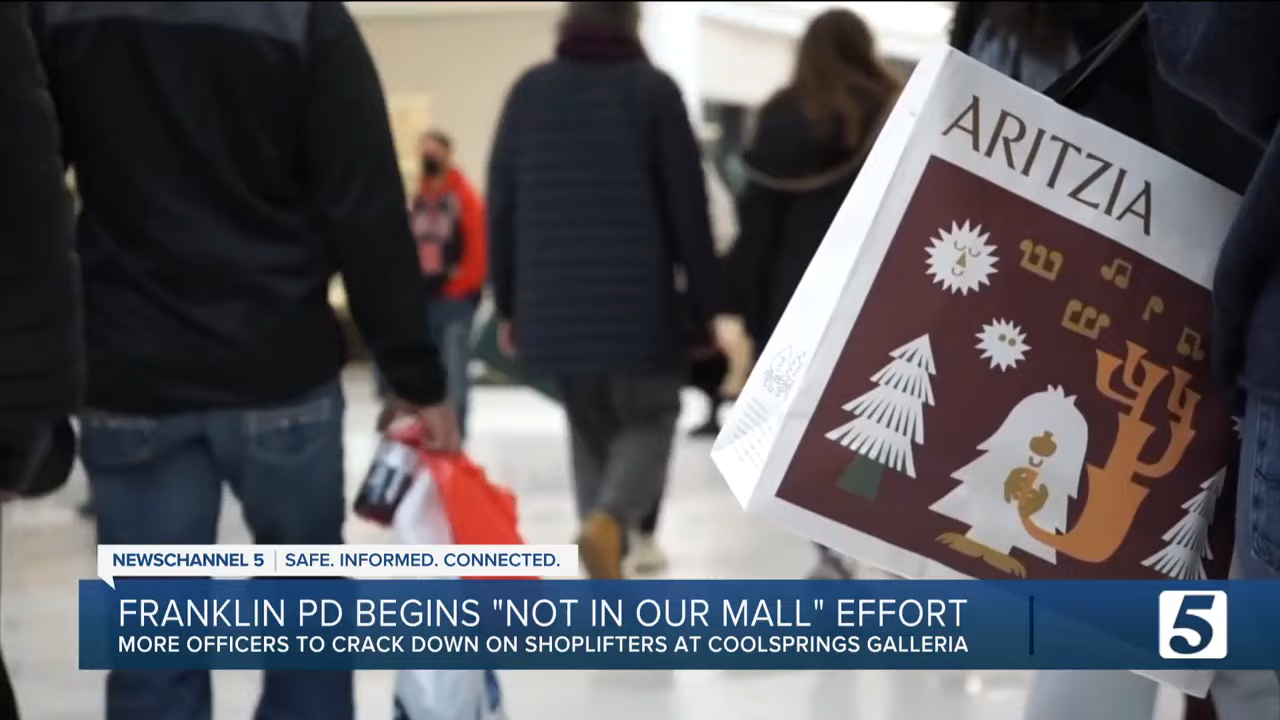 ARITZIA
NEWSCHANNEL 5 | SAFE. INFORMED. CONNECTED.
FRANKLIN PD BEGINS "NOT IN OUR MALL" EFFORT
MORE OFFICERS TO CRACK DOWN ON SHOPLIFTERS AT COOLSPRINGS GALLERIA
5